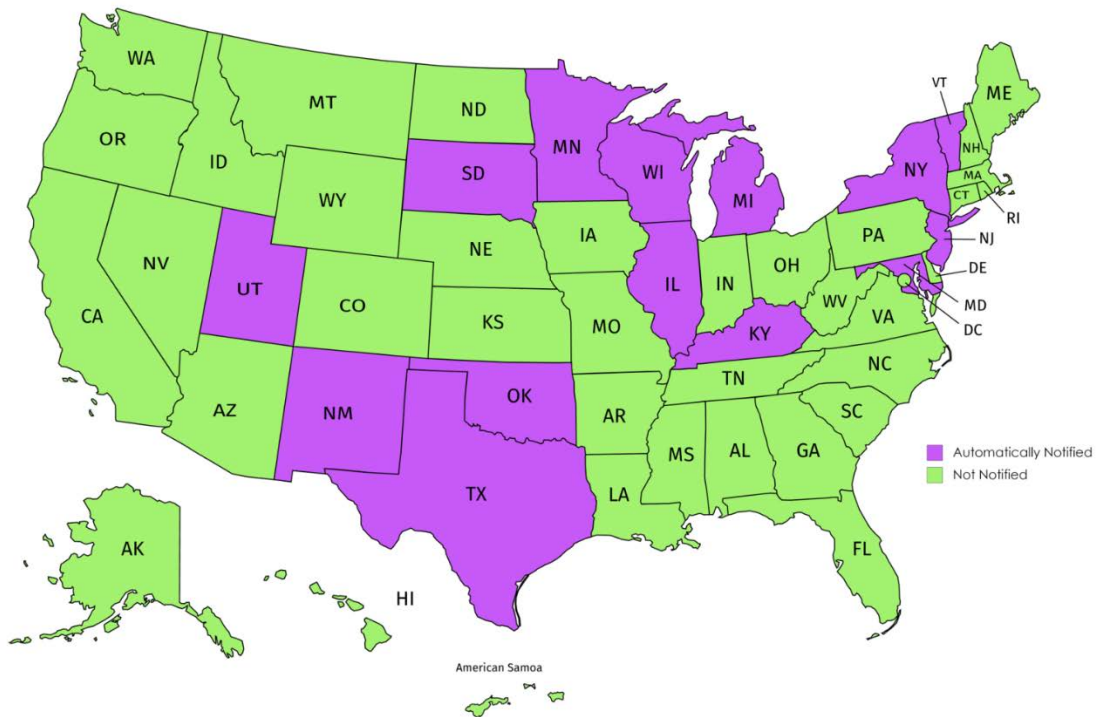 WA
MT
ND
MN
VT
ME
OR
ID
SD
WI
NH
WY
MI
NY
MA
CT
RI
NE
IA
PA
NJ
NV
UT
OH
DE
IL
IN
CO
WV
MD
CA
KS
MO
VA
DC
KY
NC
TN
AZ
NM
OK
AR
SC
MS
AL
GA
Automatically Notified
Not Notified
TX
LA
AK
FL
HI
American Samoa